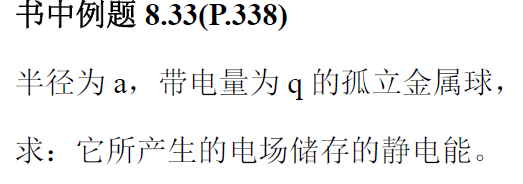 书中例题 8.33(P.338)
半径为 a，带电量为 q 的孤立金属球，
求：它所产生的电场储存的静电能。